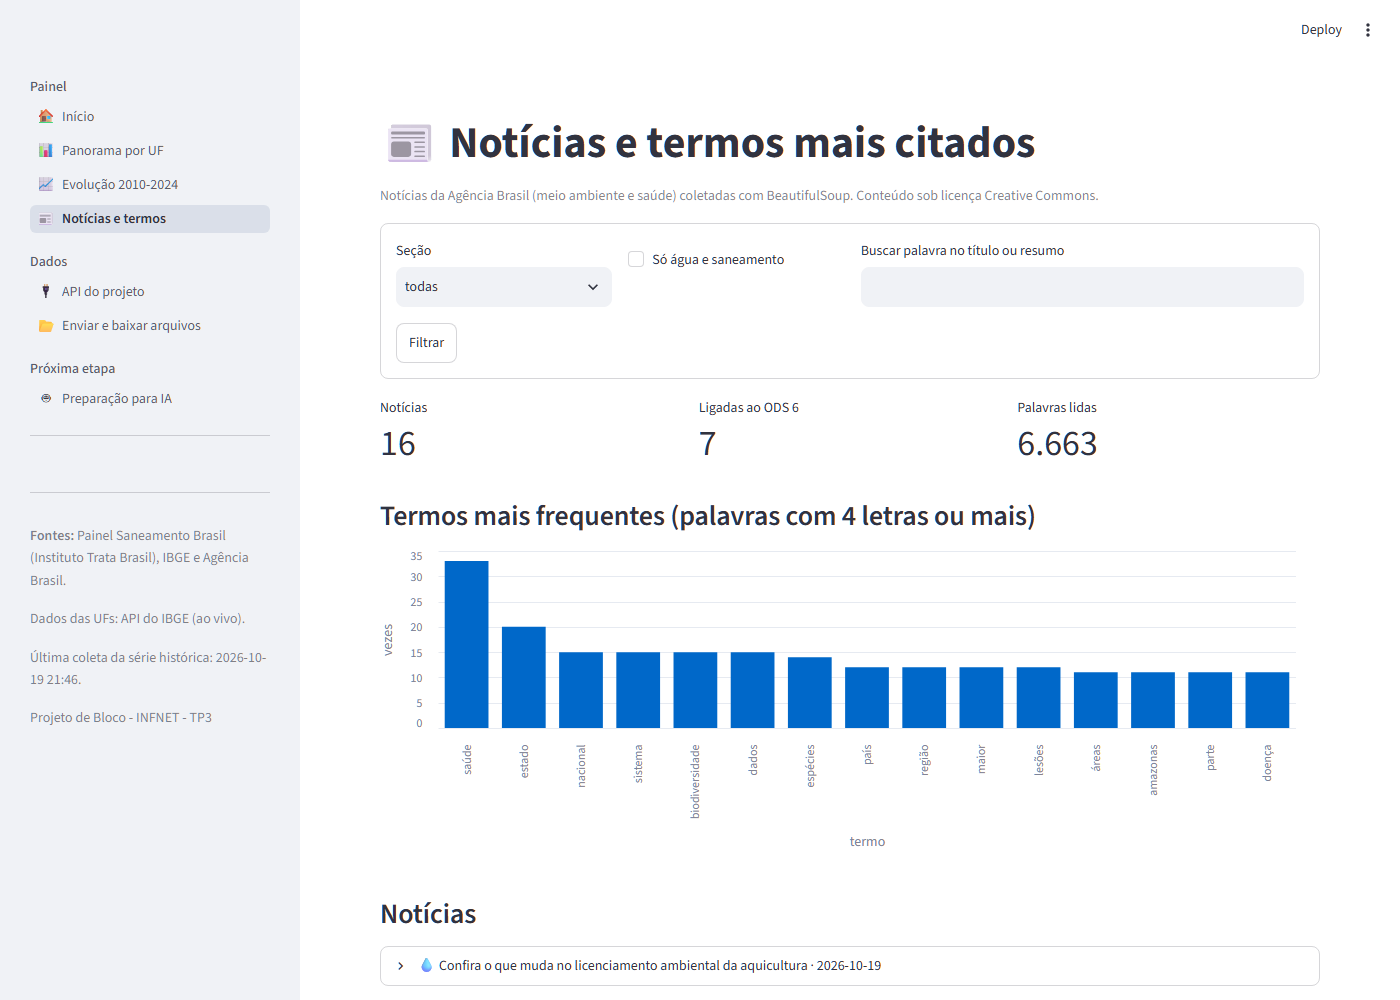 Deploy
Painel
Início
Panorama por UF
Evolução 2010-2024
Notícias e termos
Dados
API do projeto
Enviar e baixar arquivos
Próxima etapa
Preparação para IA
Fontes: Painel Saneamento Brasil
(Instituto Trata Brasil), IBGE e Agência
Brasil.
Dados das UFs: API do IBGE (ao vivo).
Última coleta da série histórica: 2026-10-
19 21:46.
Projeto de Bloco - INFNET - TP3
Notícias e termos mais citados
Notícias da Agência Brasil (meio ambiente e saúde) coletadas com BeautifulSoup. Conteúdo sob licença Creative Commons.
Seção
todas
Só água e saneamento
Buscar palavra no título ou resumo
Filtrar
Notícias
16
Ligadas ao ODS 6
7
Palavras lidas
6.663
Termos mais frequentes (palavras com 4 letras ou mais)
vezes
35
30
25
20
15
10
5
0
saúde
estado
nacional
sistema
biodiversidade
dados
espécies
país
região
maior
lesões
áreas
amazonas
parte
doença
termo
Notícias
Confira o que muda no licenciamento ambiental da aquicultura · 2026-10-19